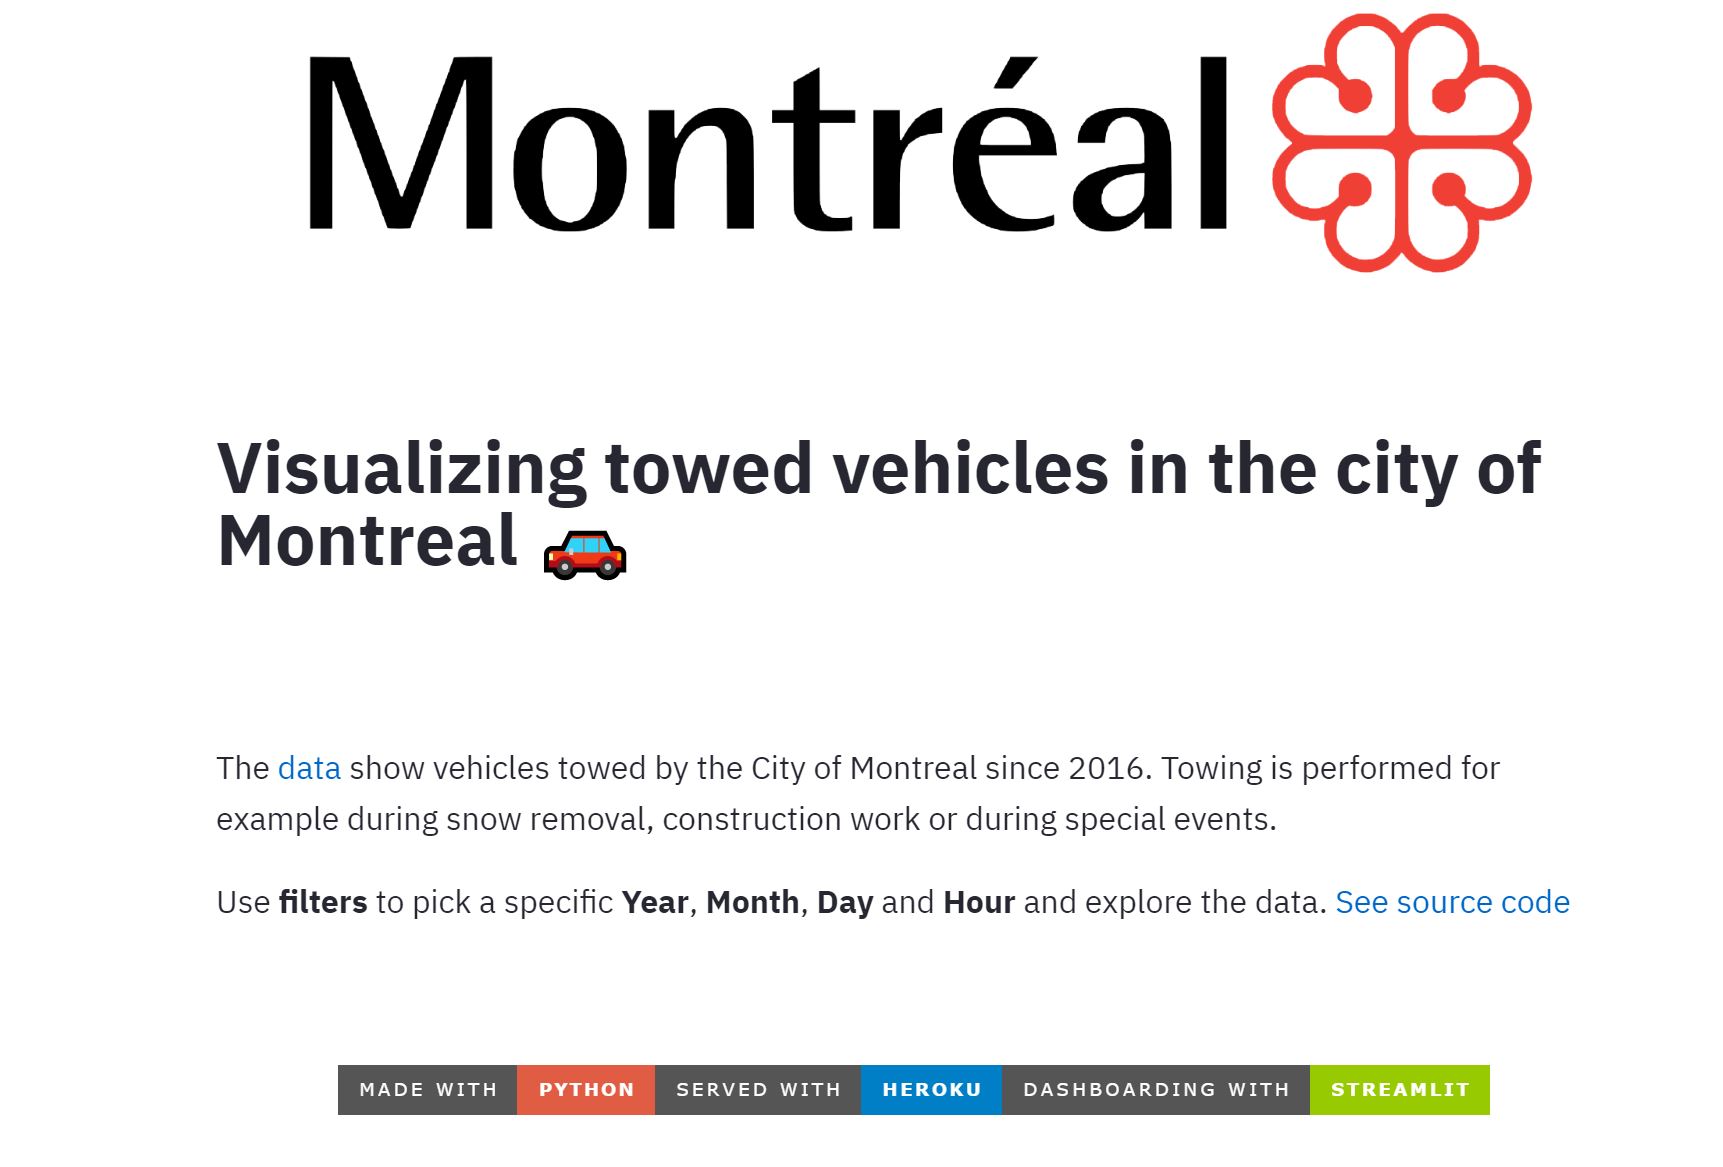 Montréal
Visualizing towed vehicles in the city of
Montreal
The data show vehicles towed by the City of Montreal since 2016. Towing is performed for
example during snow removal, construction work or during special events.
Use filters to pick a specific Year, Month, Day and Hour and explore the data. See source code
MADE WITH PYTHON SERVED WITH HEROKU DASHBOARDING WITH STREAMLIT